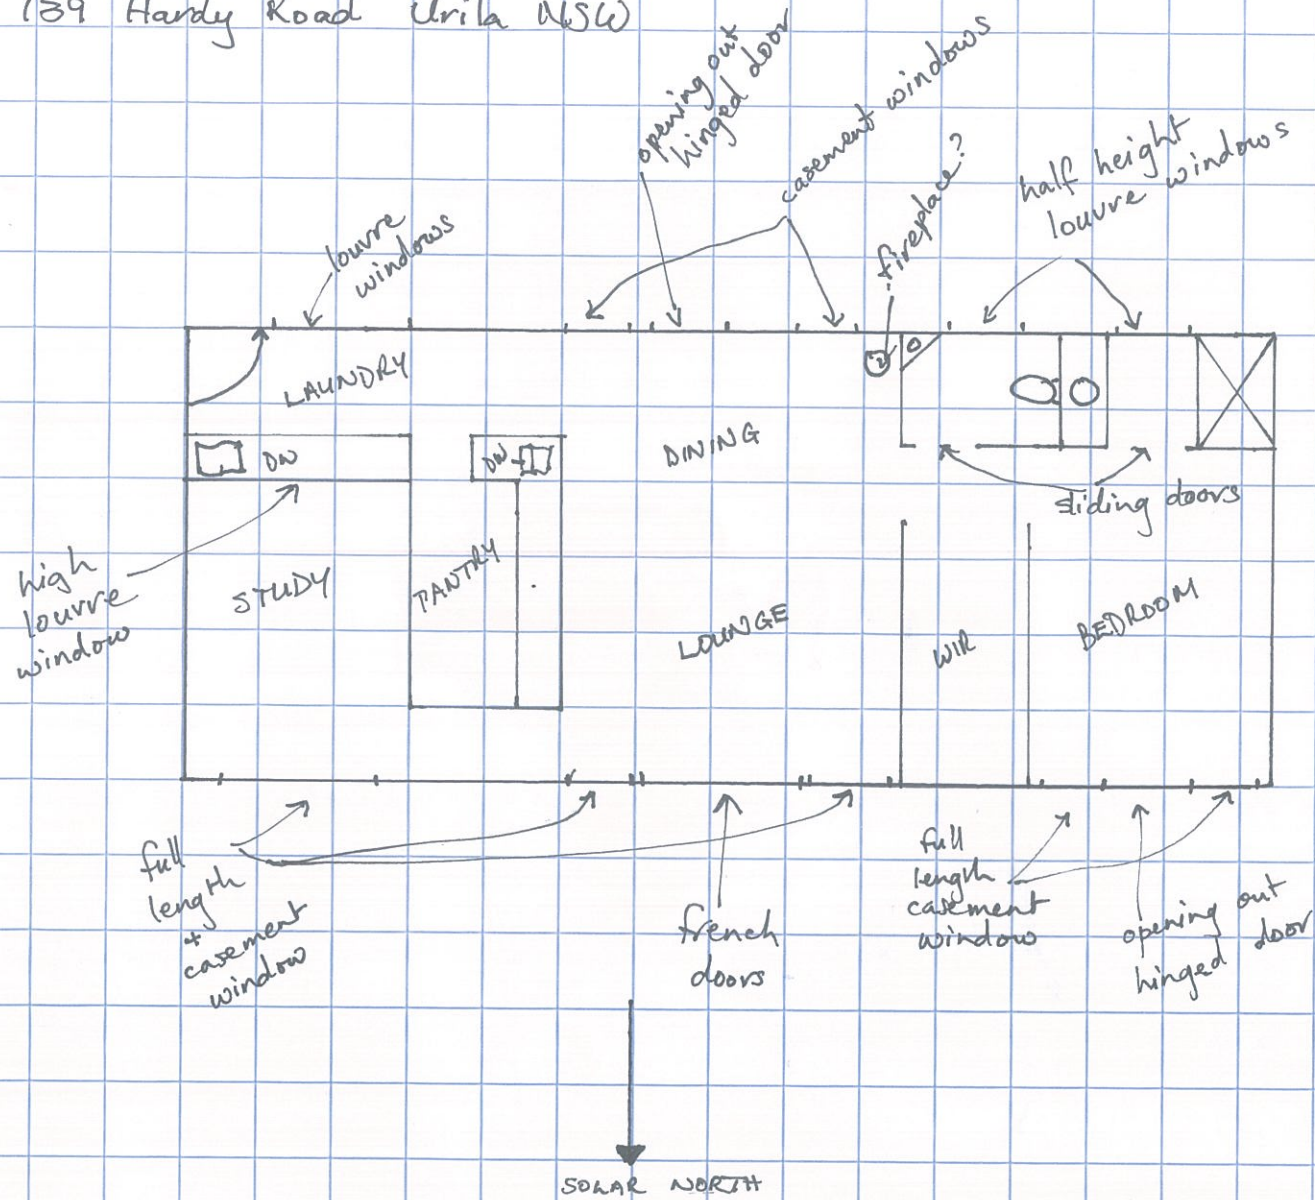 139 Hardy Road Urila NSW
opening out
hinged door
casement windows
fireplace?
half height
louvre windows
louvre
windows
LAUNDRY
DW
DINING
DW
sliding doors
high
louvre
window
STUDY
PANTRY
LOUNGE
WIR
BEDROOM
full
length
+
casement
window
french
doors
full
length
casement
window
opening out
hinged door
SOLAR NORTH